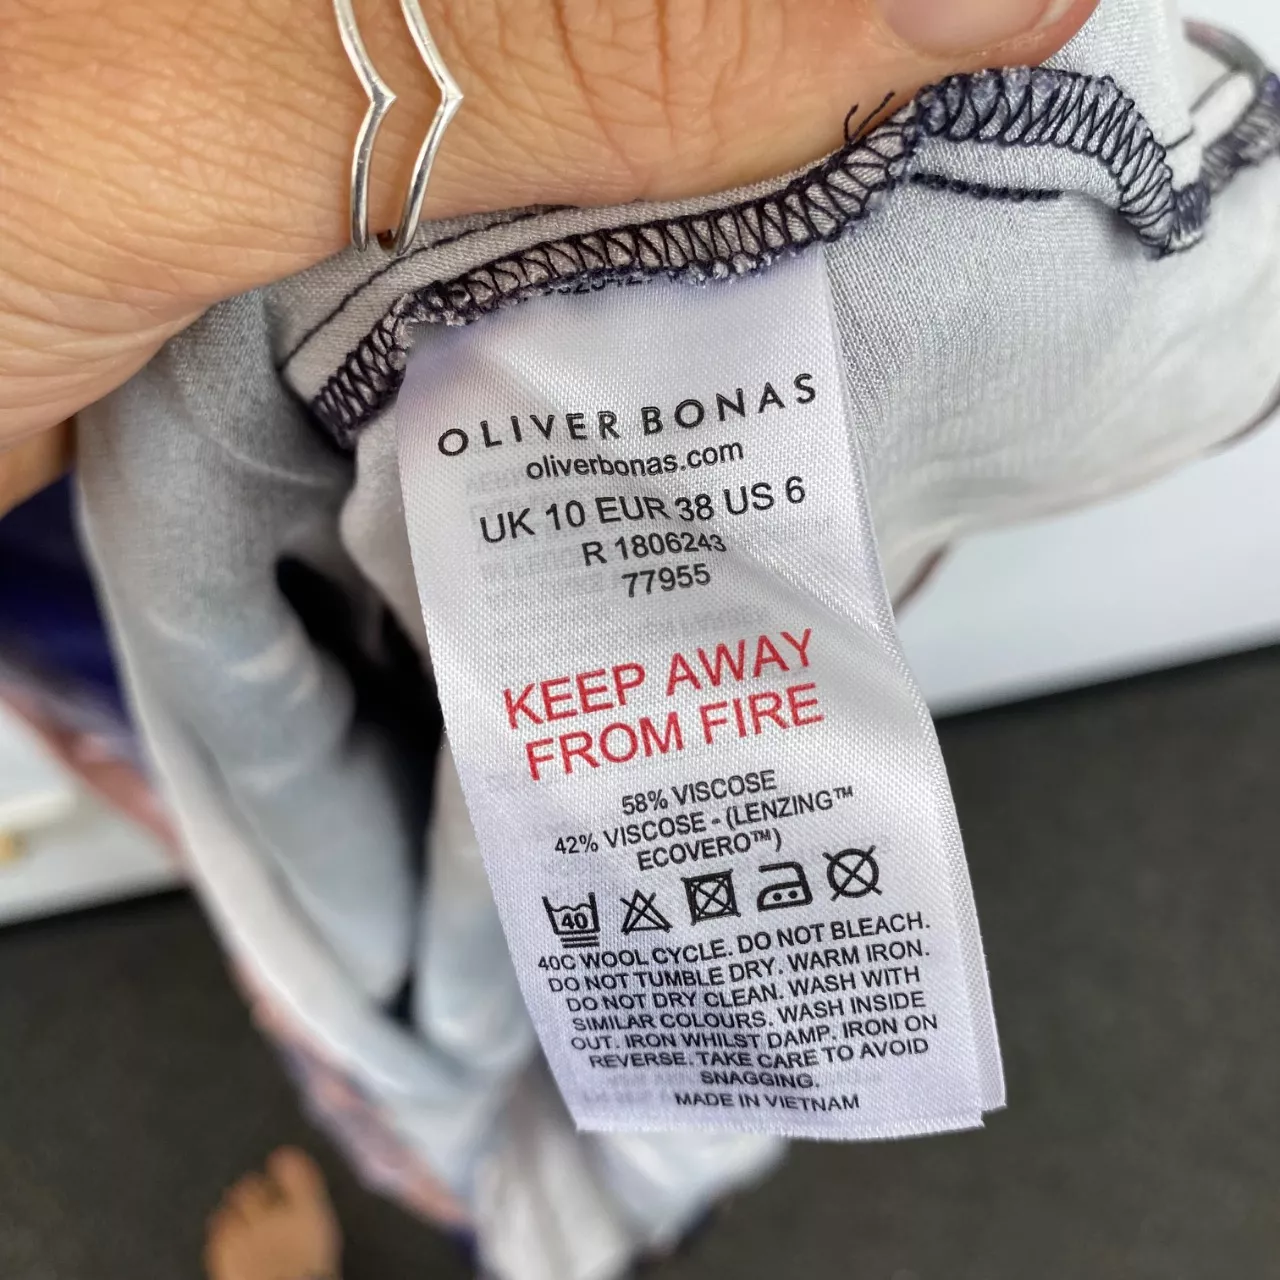 OLIVER BONAS
oliverbonas.com
UK 10 EUR 38 US 6
R 1806243
77955
KEEP AWAY
FROM FIRE
58% VISCOSE
42% VISCOSE - (LENZING™
ECOVERO™)
40
40C WOOL CYCLE. DO NOT BLEACH.
DO NOT TUMBLE DRY. WARM IRON.
DO NOT DRY CLEAN. WASH WITH
SIMILAR COLOURS. WASH INSIDE
OUT. IRON WHILST DAMP. IRON ON
REVERSE. TAKE CARE TO AVOID
SNAGGING.
MADE IN VIETNAM